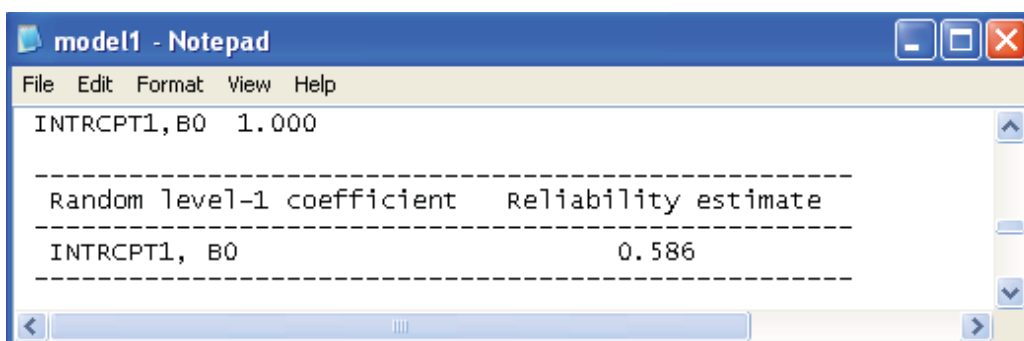 model1 - Notepad
File Edit Format View Help
INTRCPT1,B0 1.000
----------------------------------------------------
Random level-1 coefficient Reliability estimate
----------------------------------------------------
INTRCPT1, B0 0.586
----------------------------------------------------